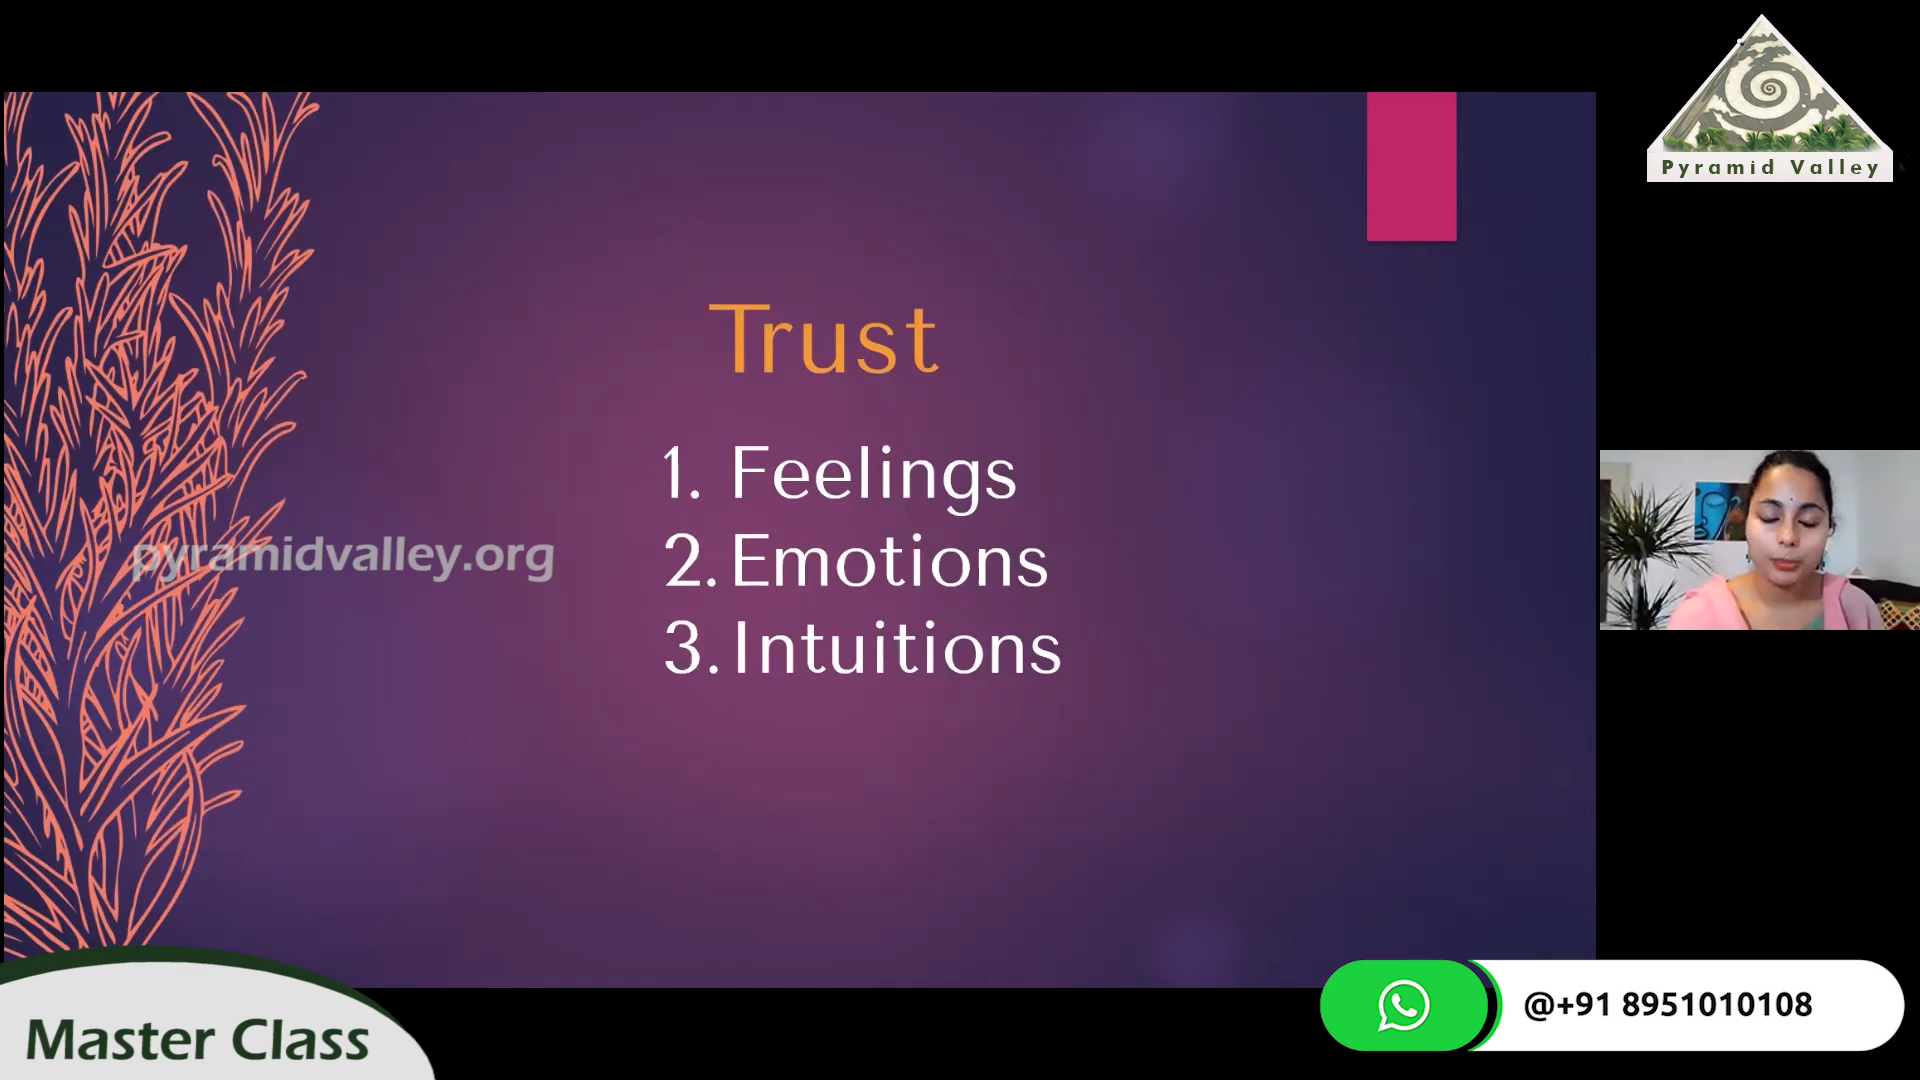 Pyramid Valley
Trust
1. Feelings
2. Emotions
3. Intuitions
pyramidvalley.org
Master Class
@+91 8951010108